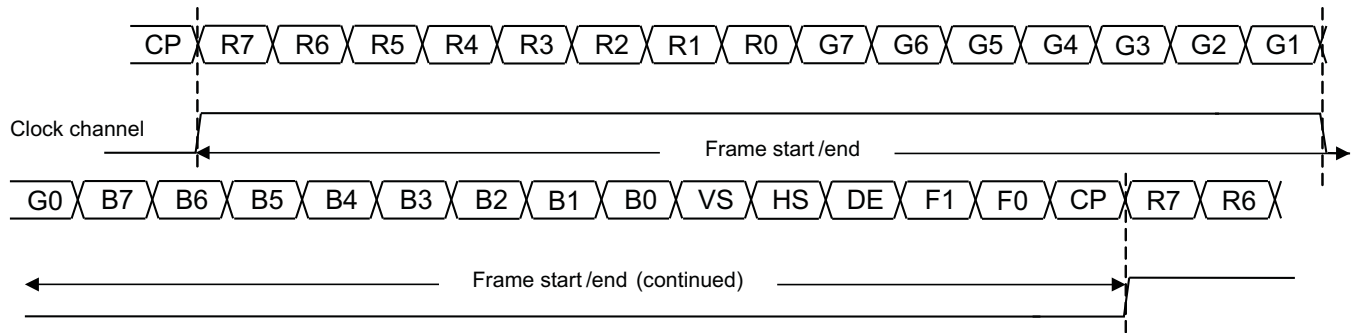 CP R7 R6 R5 R4 R3 R2 R1 R0 G7 G6 G5 G4 G3 G2 G1
Clock channel
Frame start/end
G0 B7 B6 B5 B4 B3 B2 B1 B0 VS HS DE F1 F0 CP R7 R6
Frame start/end (continued)